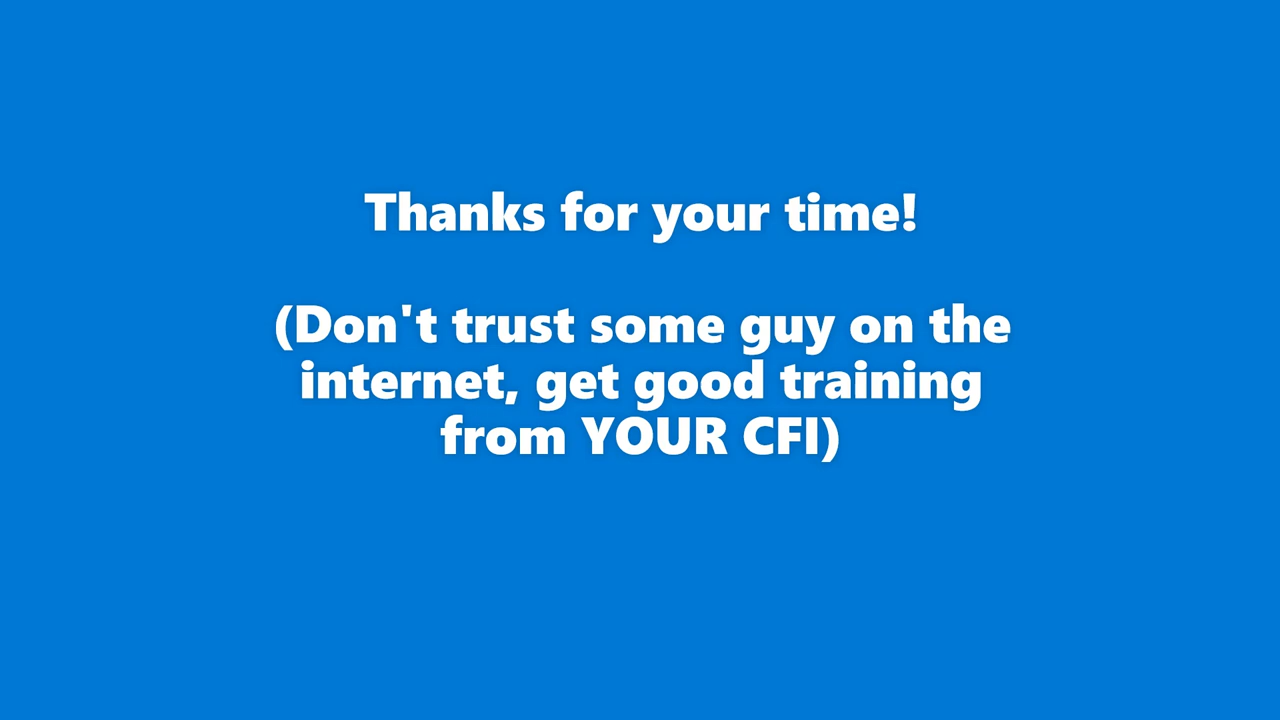 Thanks for your time!
(Don't trust some guy on the
internet, get good training
from YOUR CFI)